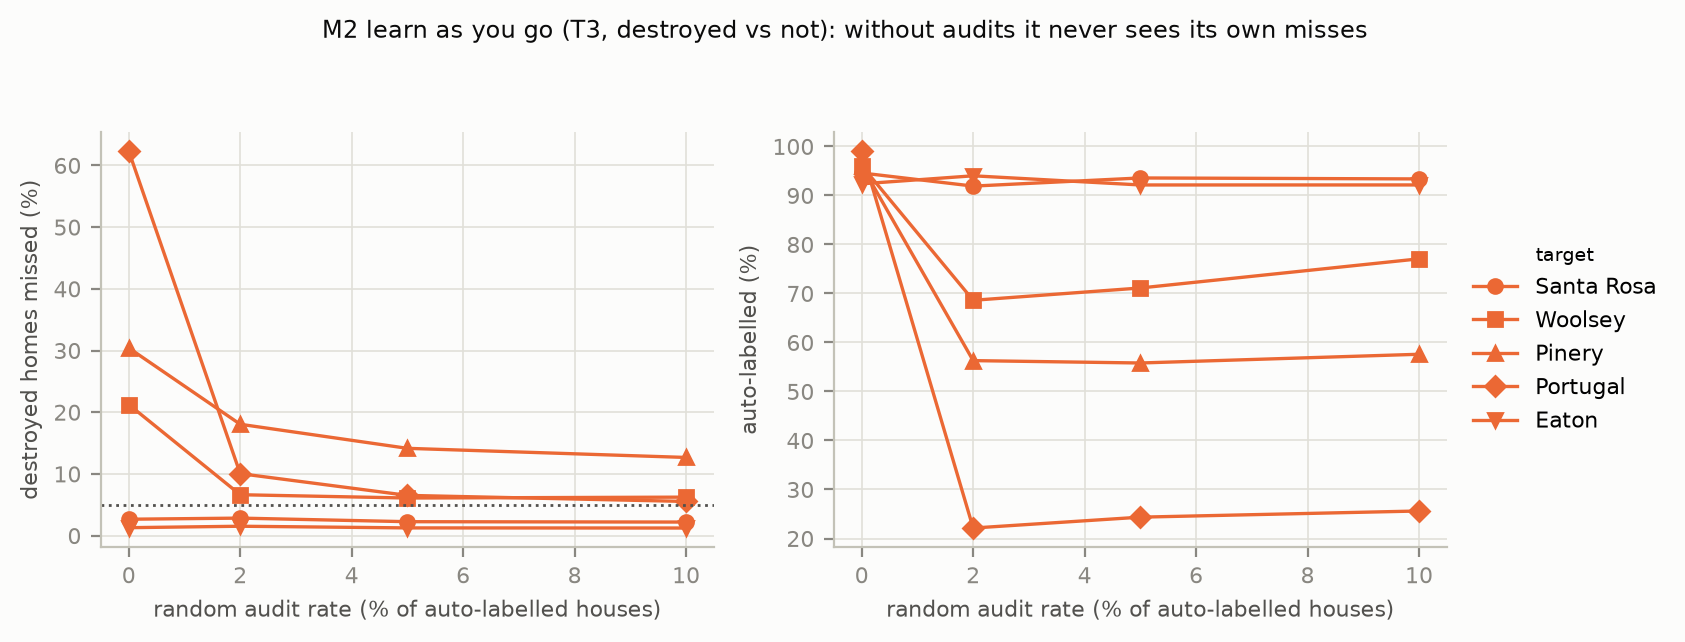 M2 learn as you go (T3, destroyed vs not): without audits it never sees its own misses
destroyed homes missed (%)
60
50
40
30
20
10
0
0 2 4 6 8 10
random audit rate (% of auto-labelled houses)
auto-labelled (%)
100
90
80
70
60
50
40
30
20
0 2 4 6 8 10
random audit rate (% of auto-labelled houses)
target
Santa Rosa
Woolsey
Pinery
Portugal
Eaton